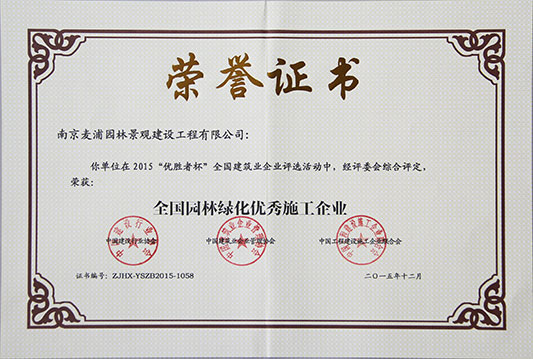 荣誉证书
南京麦浦园林景观建设工程有限公司:
你单位在2015“优胜者杯”全国建筑业企业评选活动中,经评委会综合评定,
荣获:
全国园林绿化优秀施工企业
中国建设行业协会 中国建筑业企业管理协会 中国工程建设施工企业联合会
证书编号: ZJHX-YSZB2015-1058 二〇一五年十二月